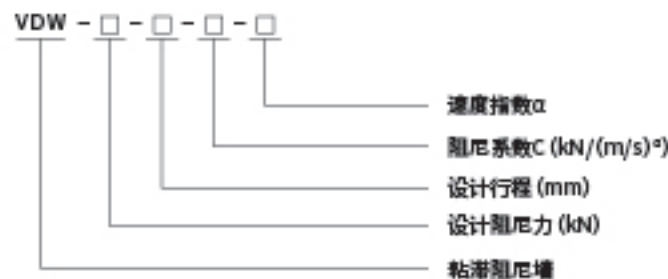 VDW - □ - □ - □ - □
速度指数α
阻尼系数C (kN/(m/s)ᵅ)
设计行程 (mm)
设计阻尼力 (kN)
粘滞阻尼墙